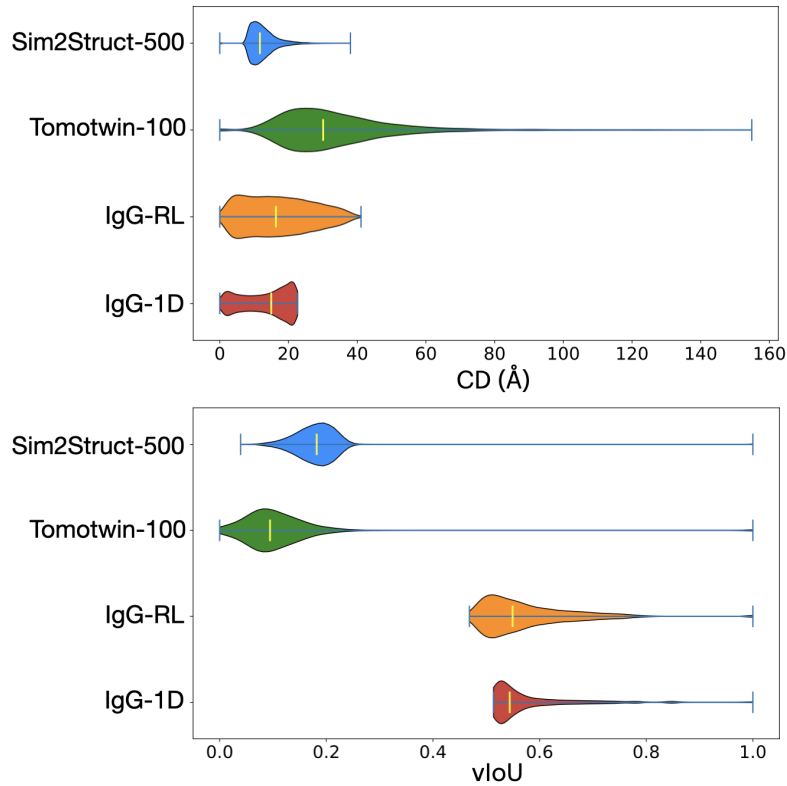 Sim2Struct-500
Tomotwin-100
IgG-RL
IgG-1D
0 20 40 60 80 100 120 140 160
CD (Å)
Sim2Struct-500
Tomotwin-100
IgG-RL
IgG-1D
0.0 0.2 0.4 0.6 0.8 1.0
vIoU